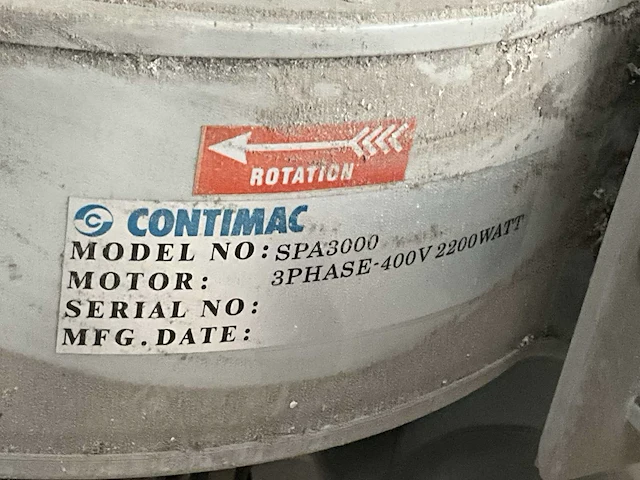 ROTATION
CONTIMAC
MODEL NO: SPA3000
MOTOR: 3PHASE-400V 2200WATT
SERIAL NO:
MFG. DATE: